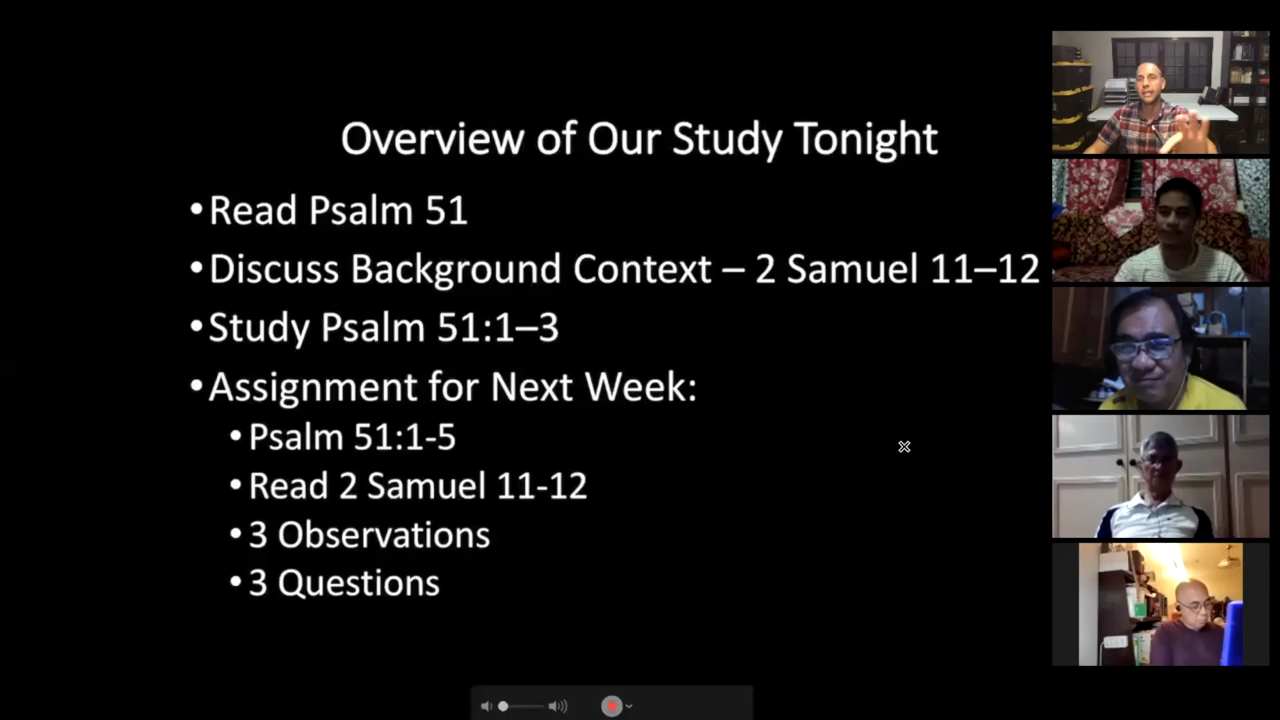 Overview of Our Study Tonight
•Read Psalm 51
•Discuss Background Context – 2 Samuel 11–12
•Study Psalm 51:1–3
•Assignment for Next Week:
•Psalm 51:1-5
•Read 2 Samuel 11-12
•3 Observations
•3 Questions